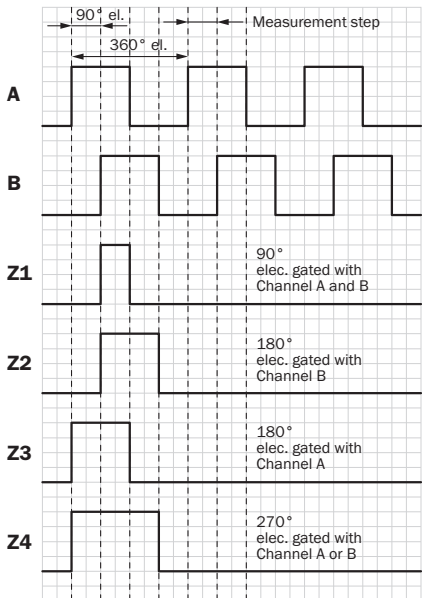 90° el.
Measurement step
360° el.
A
B
Z1
90°
elec. gated with
Channel A and B
Z2
180°
elec. gated with
Channel B
Z3
180°
elec. gated with
Channel A
Z4
270°
elec. gated with
Channel A or B